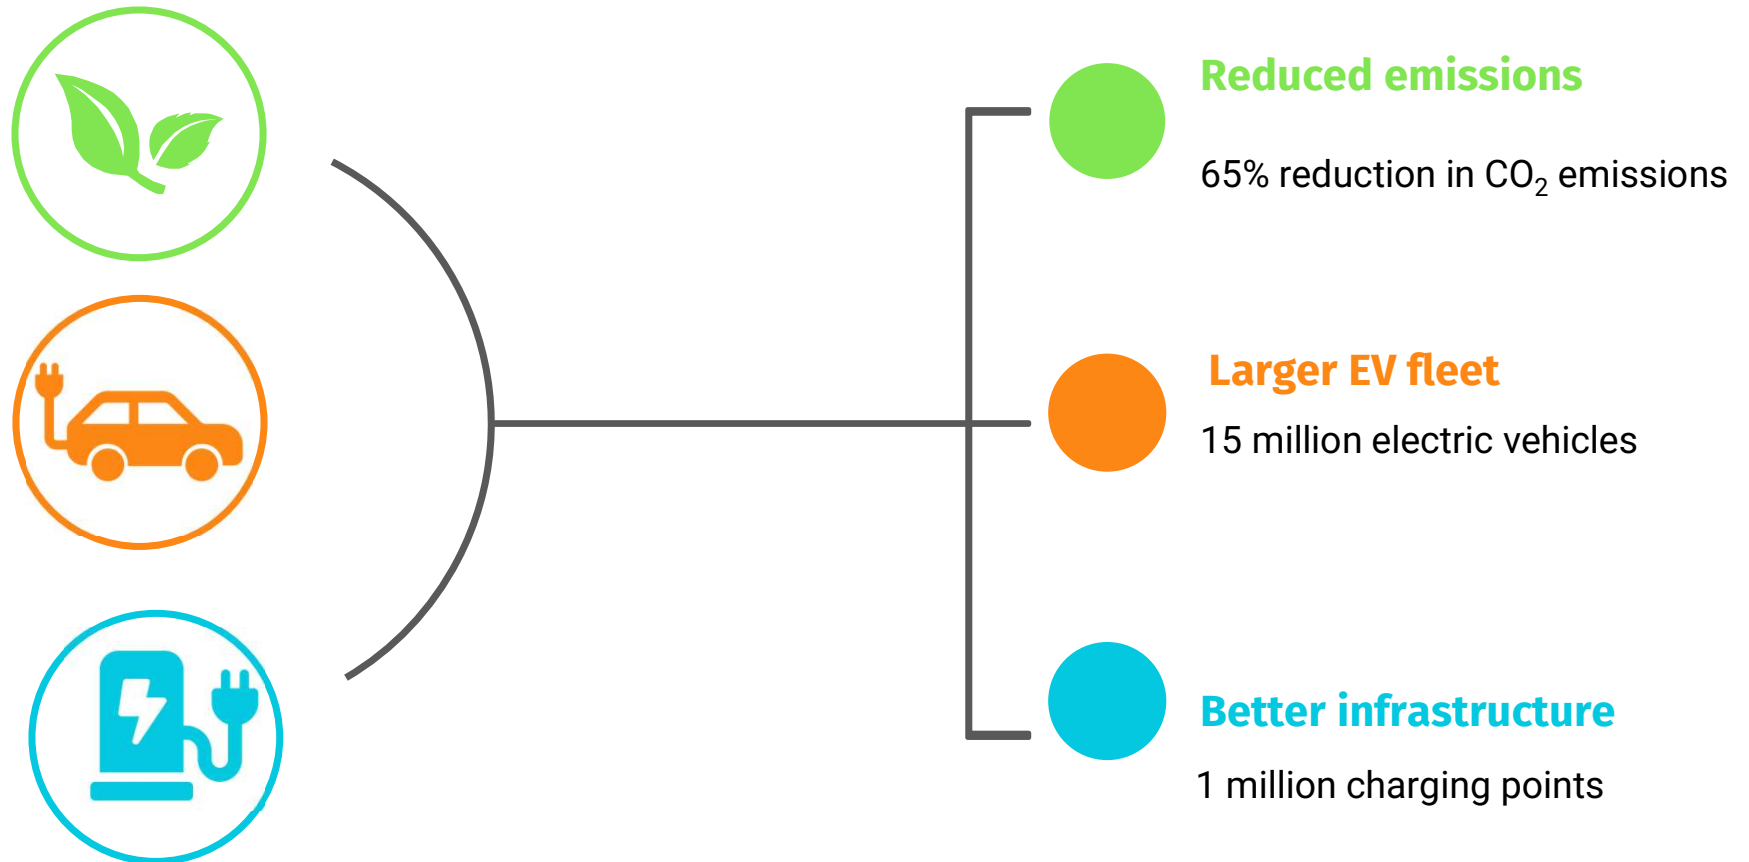 Reduced emissions
65% reduction in CO₂ emissions
Larger EV fleet
15 million electric vehicles
Better infrastructure
1 million charging points